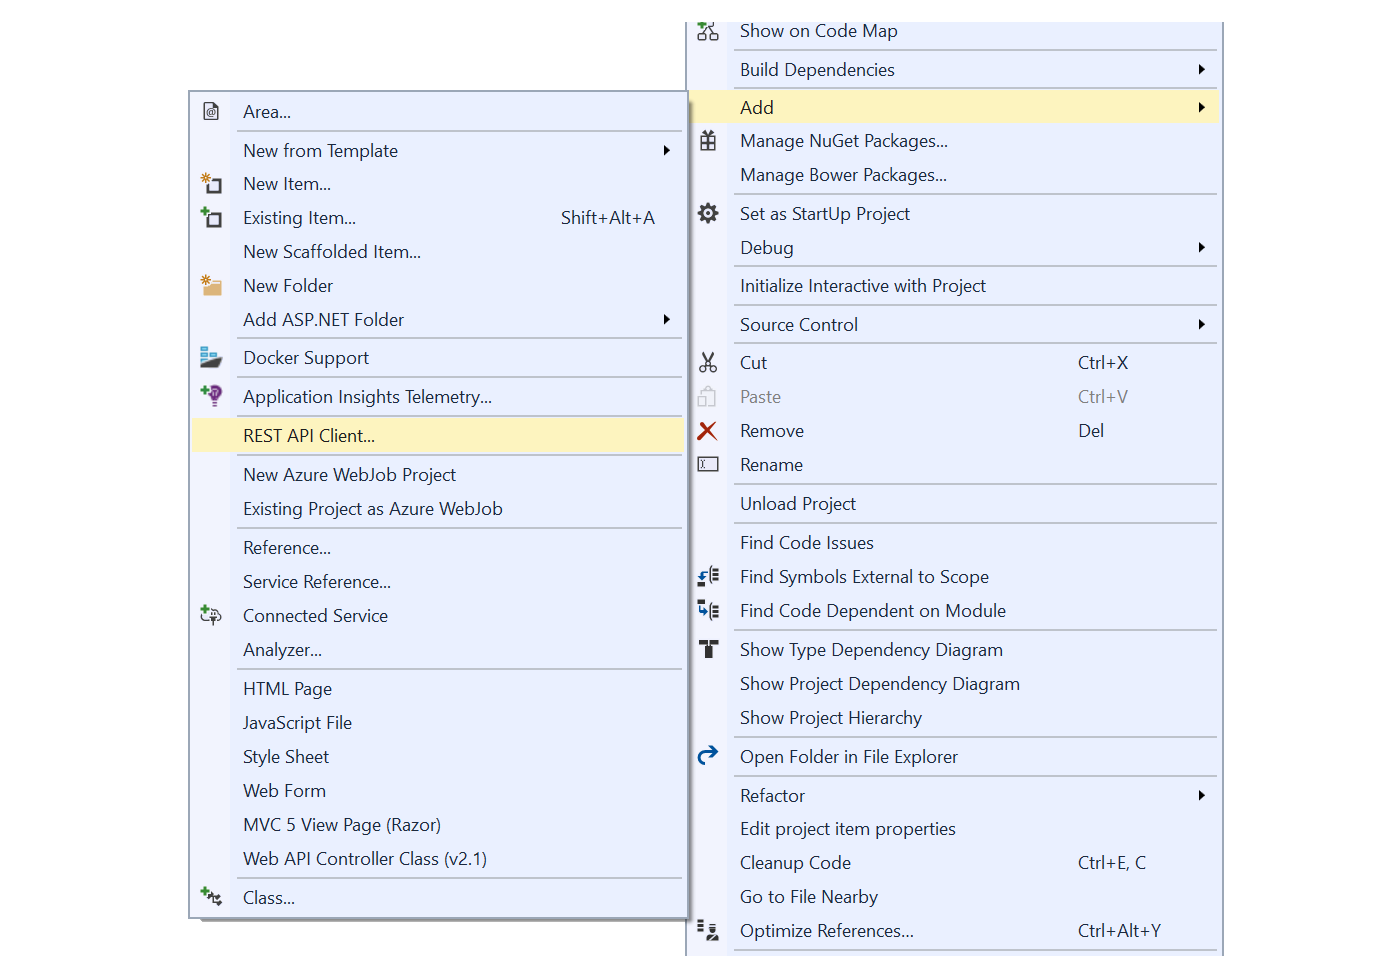 Show on Code Map
Build Dependencies
Add
Manage NuGet Packages...
Manage Bower Packages...
Set as StartUp Project
Debug
Initialize Interactive with Project
Source Control
Cut Ctrl+X
Paste Ctrl+V
Remove Del
Rename
Unload Project
Find Code Issues
Find Symbols External to Scope
Find Code Dependent on Module
Show Type Dependency Diagram
Show Project Dependency Diagram
Show Project Hierarchy
Open Folder in File Explorer
Refactor
Edit project item properties
Cleanup Code Ctrl+E, C
Go to File Nearby
Optimize References... Ctrl+Alt+Y
Area...
New from Template
New Item...
Existing Item... Shift+Alt+A
New Scaffolded Item...
New Folder
Add ASP.NET Folder
Docker Support
Application Insights Telemetry...
REST API Client...
New Azure WebJob Project
Existing Project as Azure WebJob
Reference...
Service Reference...
Connected Service
Analyzer...
HTML Page
JavaScript File
Style Sheet
Web Form
MVC 5 View Page (Razor)
Web API Controller Class (v2.1)
Class...